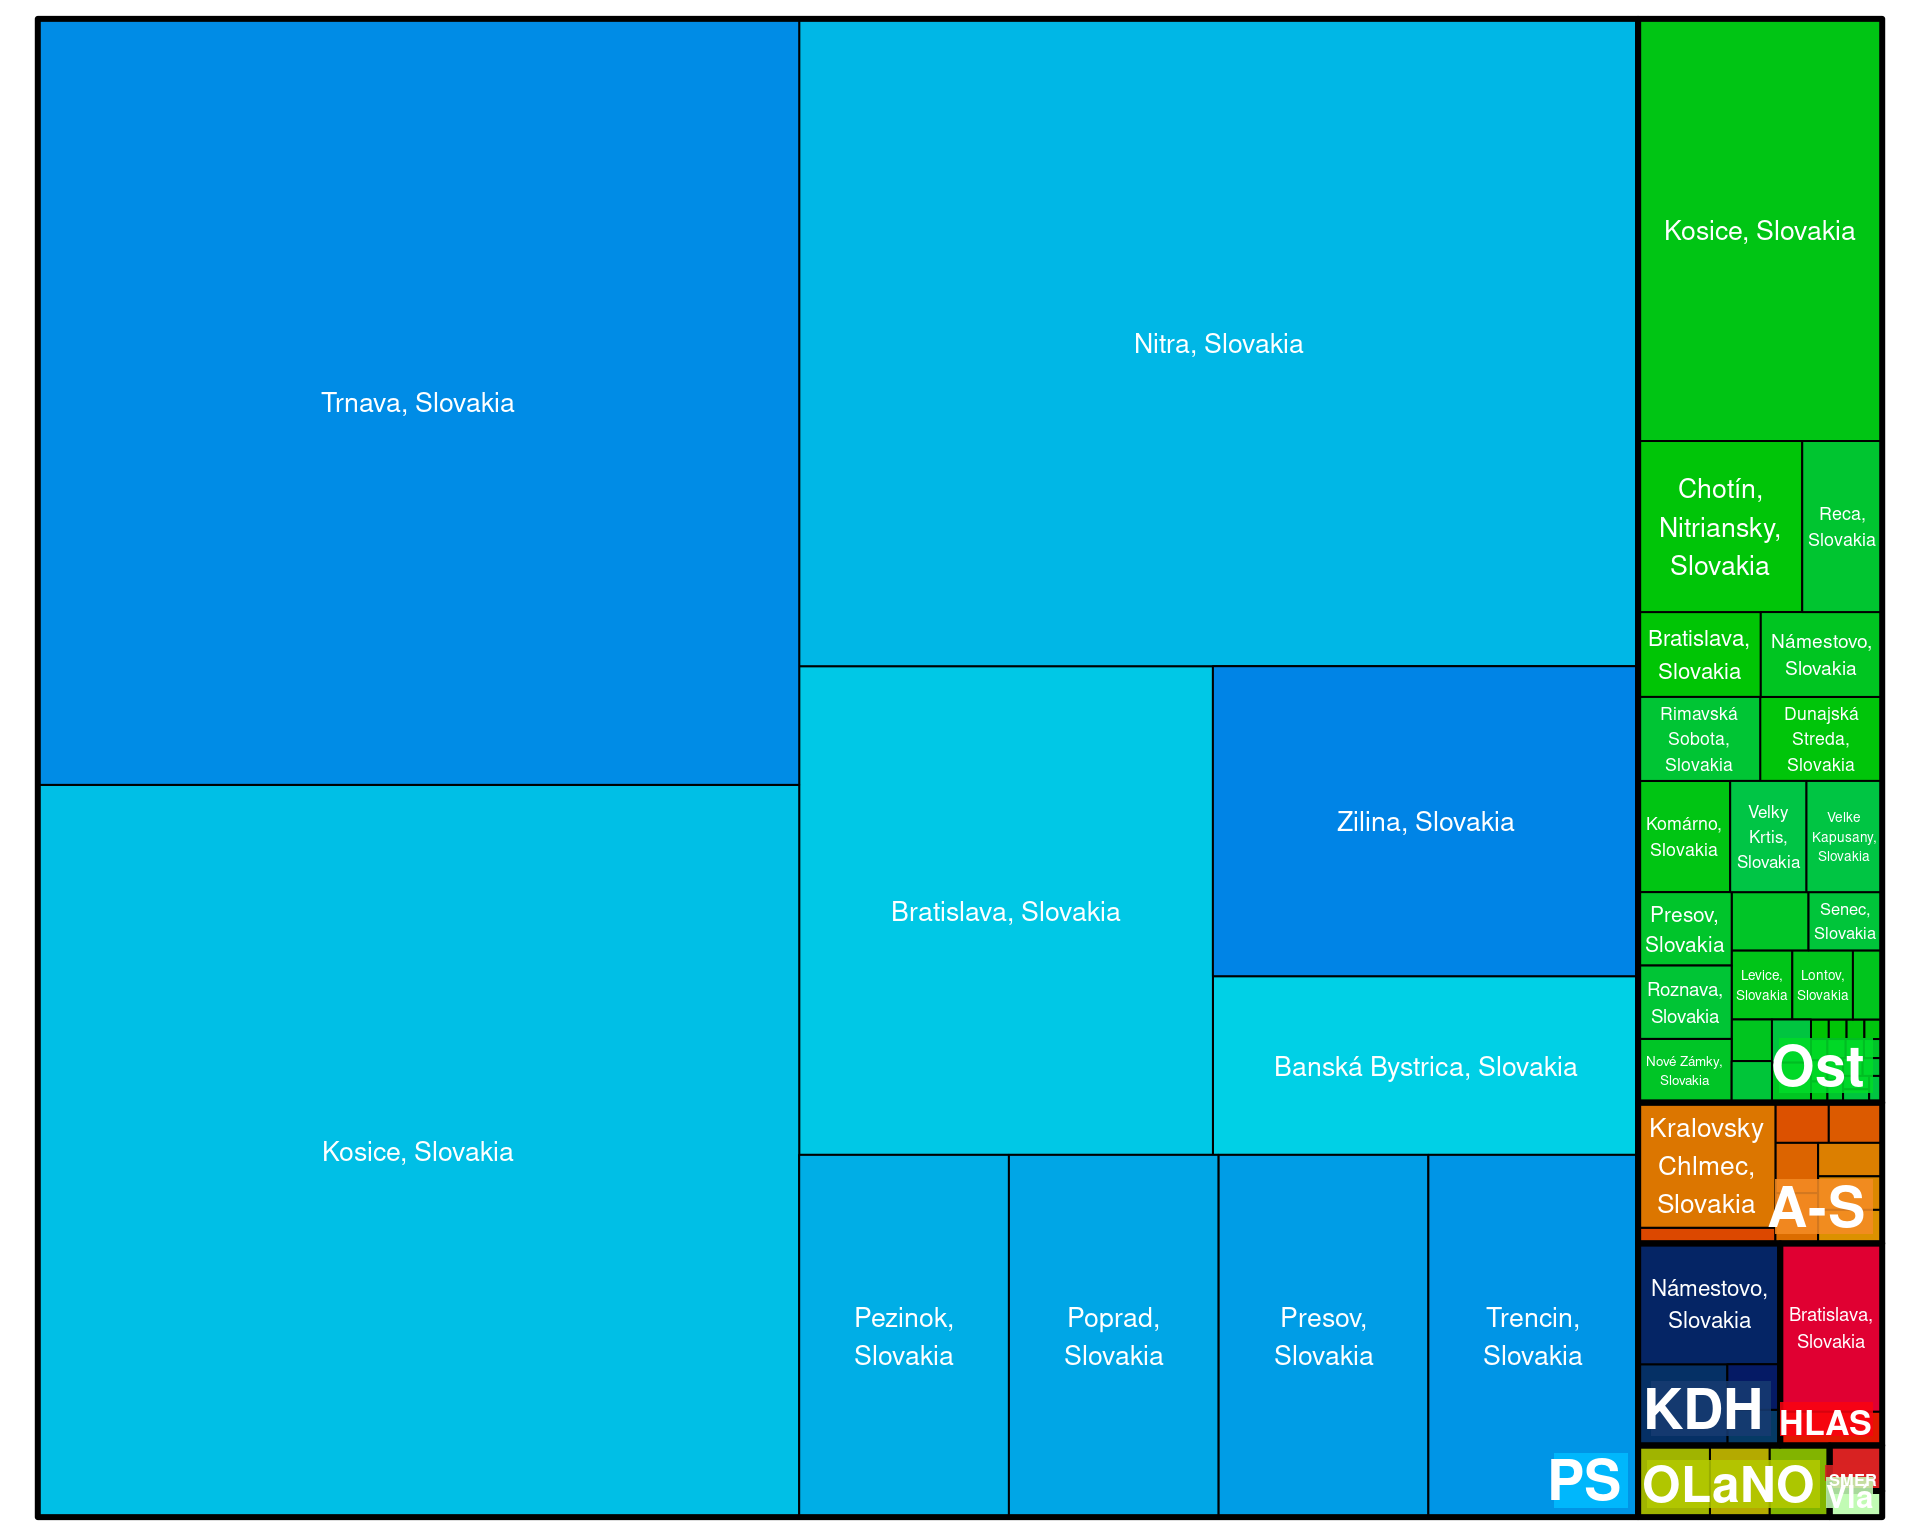 Trnava, Slovakia
Kosice, Slovakia
Nitra, Slovakia
Bratislava, Slovakia
Zilina, Slovakia
Banská Bystrica, Slovakia
Pezinok,
Slovakia
Poprad,
Slovakia
Presov,
Slovakia
Trencin,
Slovakia
PS
Kosice, Slovakia
Chotín,
Nitriansky,
Slovakia
Reca,
Slovakia
Bratislava,
Slovakia
Námestovo,
Slovakia
Rimavská
Sobota,
Slovakia
Dunajská
Streda,
Slovakia
Komárno,
Slovakia
Velky
Krtis,
Slovakia
Velke
Kapusany,
Slovakia
Presov,
Slovakia
Senec,
Slovakia
Roznava,
Slovakia
Levice,
Slovakia
Lontov,
Slovakia
Nové Zámky,
Slovakia
Ost
Kralovsky
Chlmec,
Slovakia
A-S
Námestovo,
Slovakia
KDH
Bratislava,
Slovakia
HLAS
OLaNO
SMER
Vla